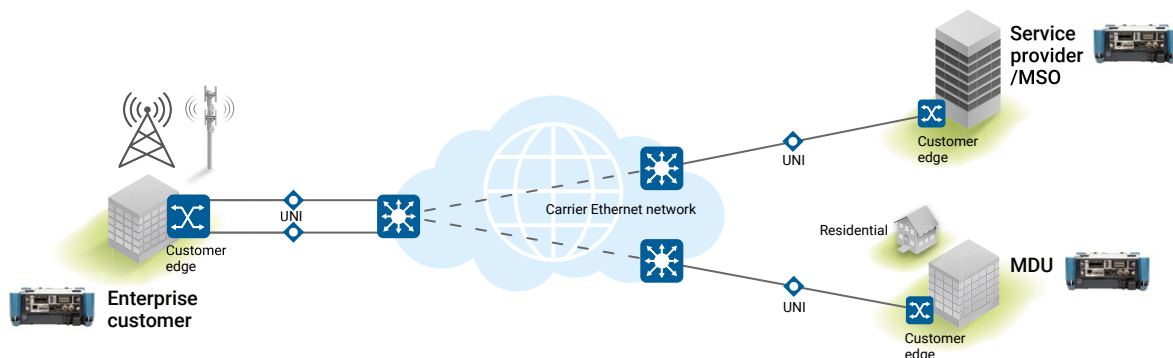 Service
provider
/MSO
Customer
edge
UNI
UNI
Carrier Ethernet network
Customer
edge
Residential
MDU
Enterprise
customer
UNI
Customer
edge